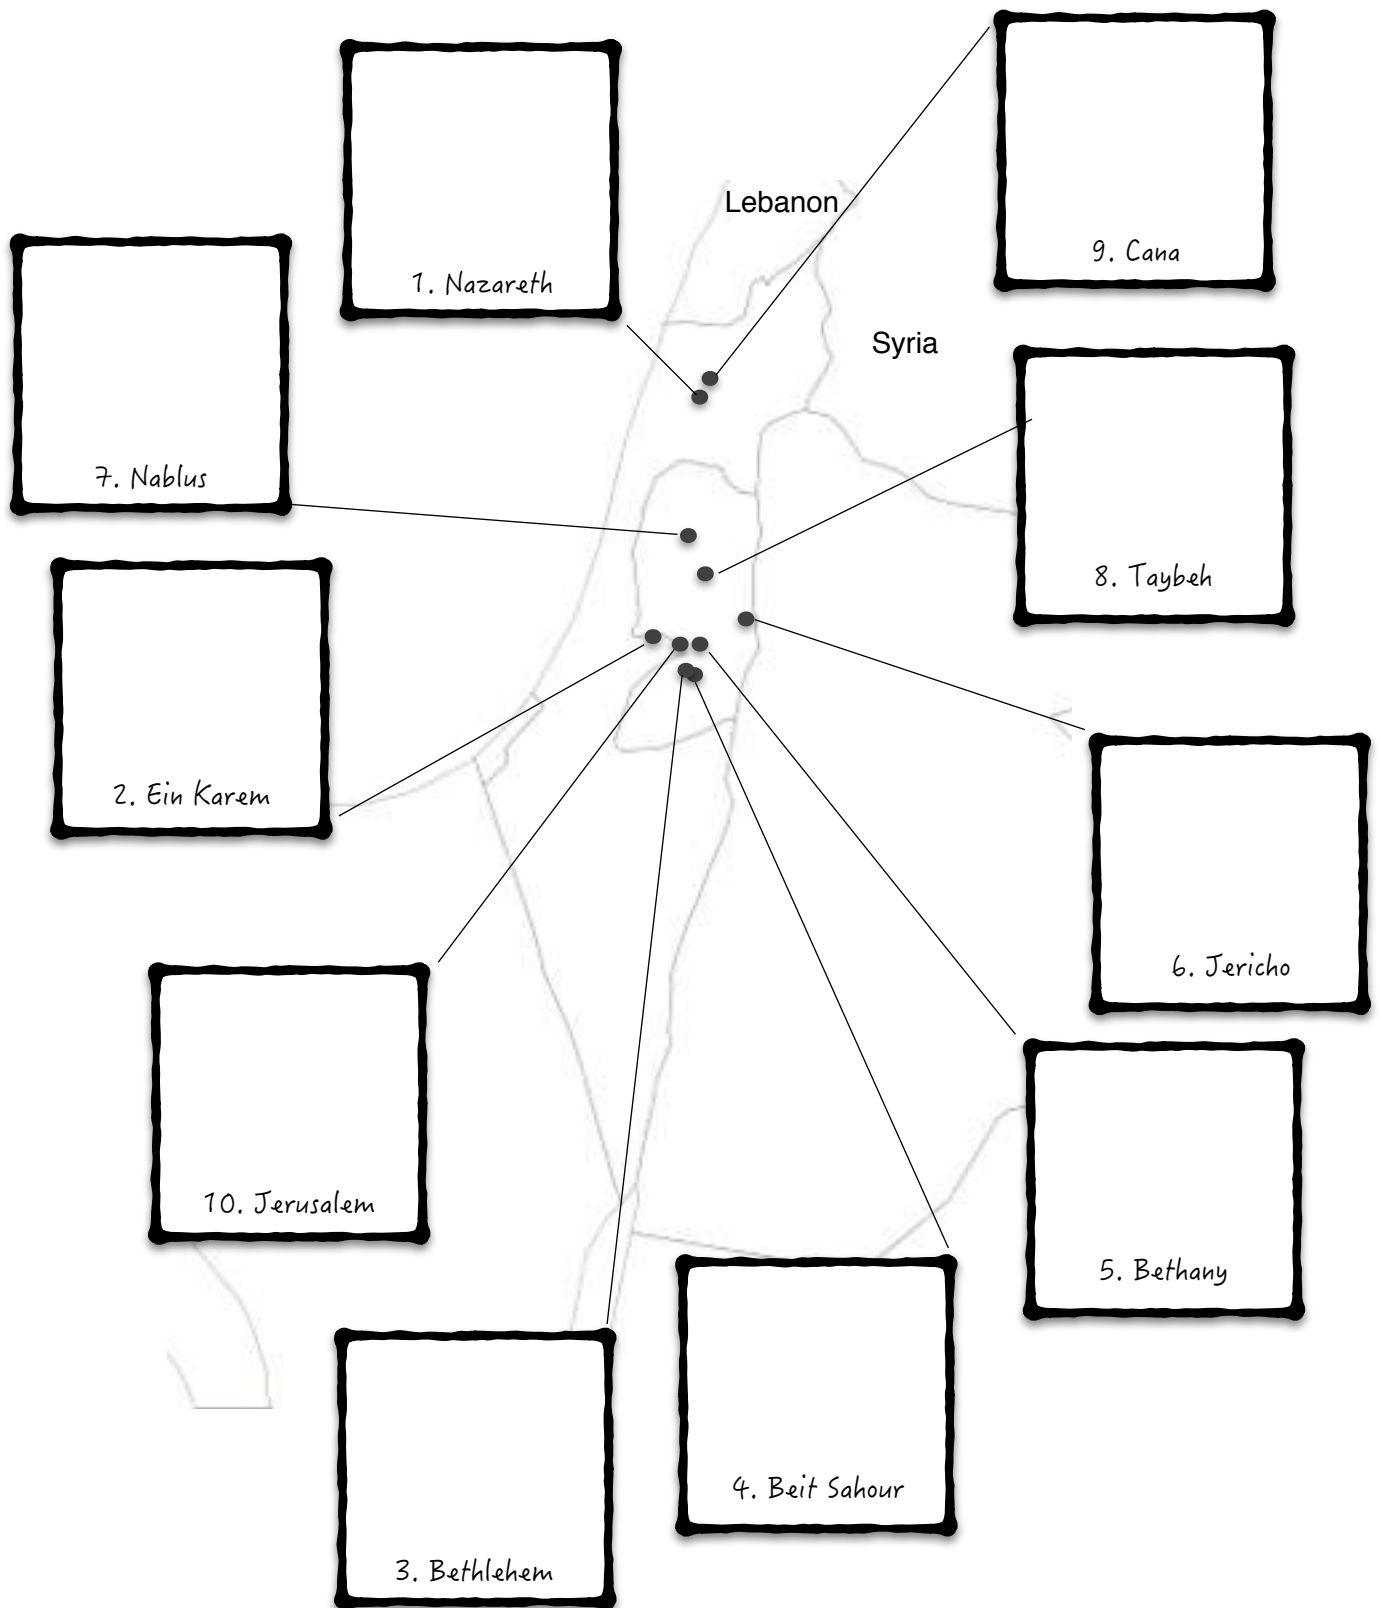 Lebanon
9. Cana
1. Nazareth
Syria
7. Nablus
8. Taybeh
2. Ein Karem
6. Jericho
10. Jerusalem
5. Bethany
4. Beit Sahour
3. Bethlehem